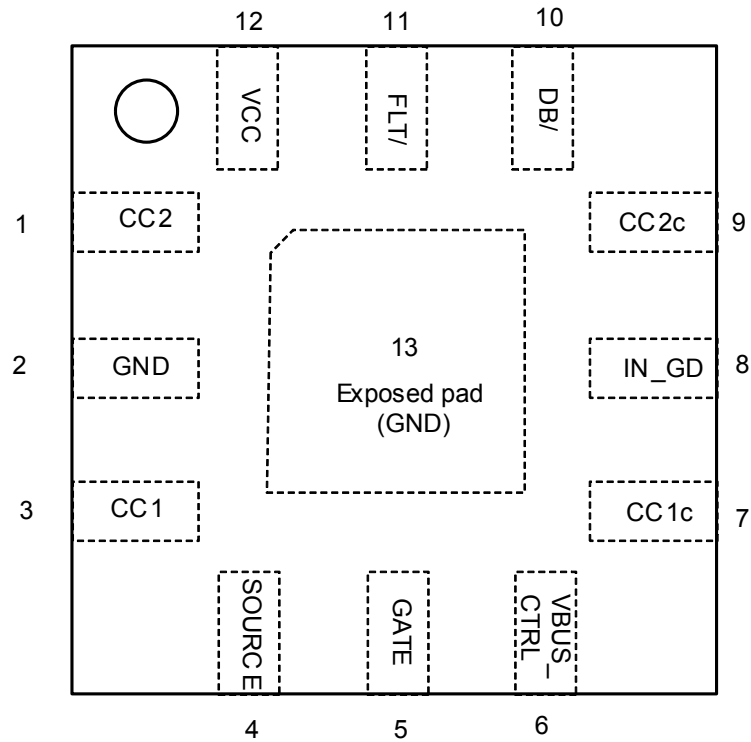 12
11
10
VCC
FLT/
DB/
1
CC2
CC2c
9
2
GND
13
IN_GD
8
Exposed pad
(GND)
3
CC1
CC1c
7
SOURCE
GATE
VBUS_
CTRL
4
5
6